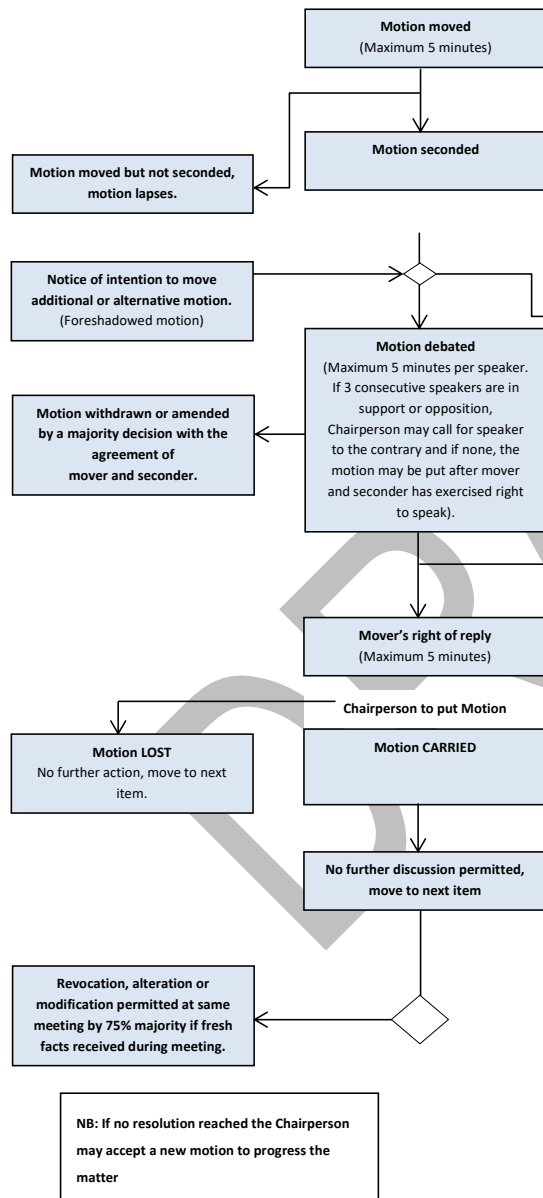 Motion moved
(Maximum 5 minutes)
Motion seconded
Motion moved but not seconded,
motion lapses.
Notice of intention to move
additional or alternative motion.
(Foreshadowed motion)
Motion debated
(Maximum 5 minutes per speaker.
If 3 consecutive speakers are in
support or opposition,
Chairperson may call for speaker
to the contrary and if none, the
motion may be put after mover
and seconder has exercised right
to speak).
Motion withdrawn or amended
by a majority decision with the
agreement of
mover and seconder.
Mover’s right of reply
(Maximum 5 minutes)
Chairperson to put Motion
Motion LOST
No further action, move to next
item.
Motion CARRIED
No further discussion permitted,
move to next item
Revocation, alteration or
modification permitted at same
meeting by 75% majority if fresh
facts received during meeting.
NB: If no resolution reached the Chairperson
may accept a new motion to progress the
matter